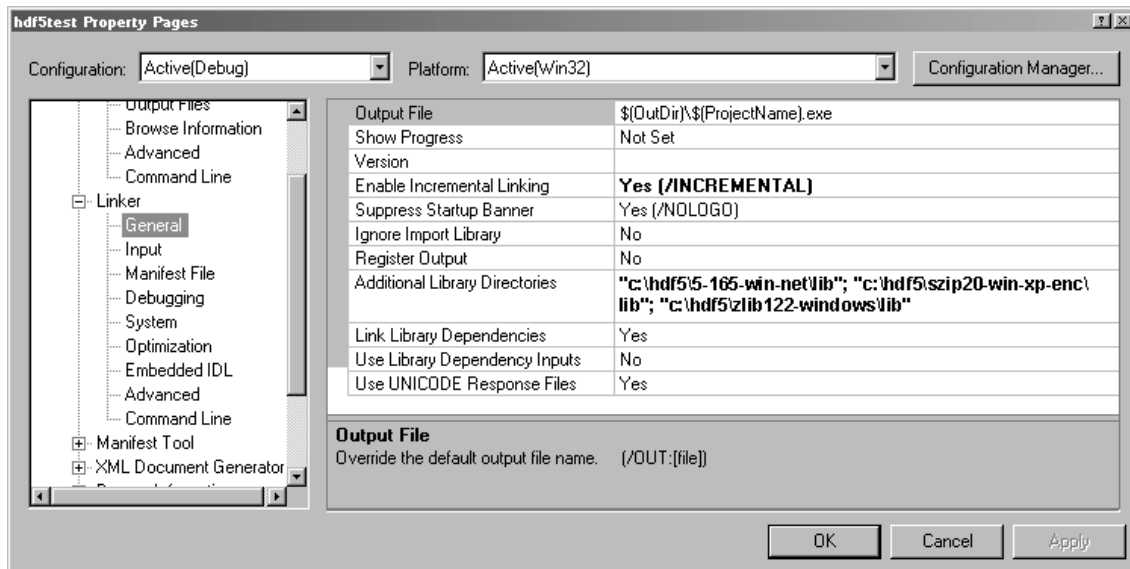 hdf5test Property Pages
Configuration: Active(Debug) Platform: Active(Win32) Configuration Manager...
Output Files
Browse Information
Advanced
Command Line
Linker
General
Input
Manifest File
Debugging
System
Optimization
Embedded IDL
Advanced
Command Line
Manifest Tool
XML Document Generator
Output File $(OutDir)\$(ProjectName).exe
Show Progress Not Set
Version
Enable Incremental Linking Yes (/INCREMENTAL)
Suppress Startup Banner Yes (/NOLOGO)
Ignore Import Library No
Register Output No
Additional Library Directories "c:\hdf5\5-165-win-net\lib"; "c:\hdf5\szip20-win-xp-enc\
lib"; "c:\hdf5\zlib122-windows\lib"
Link Library Dependencies Yes
Use Library Dependency Inputs No
Use UNICODE Response Files Yes
Output File
Override the default output file name. (/OUT:[file])
OK Cancel Apply